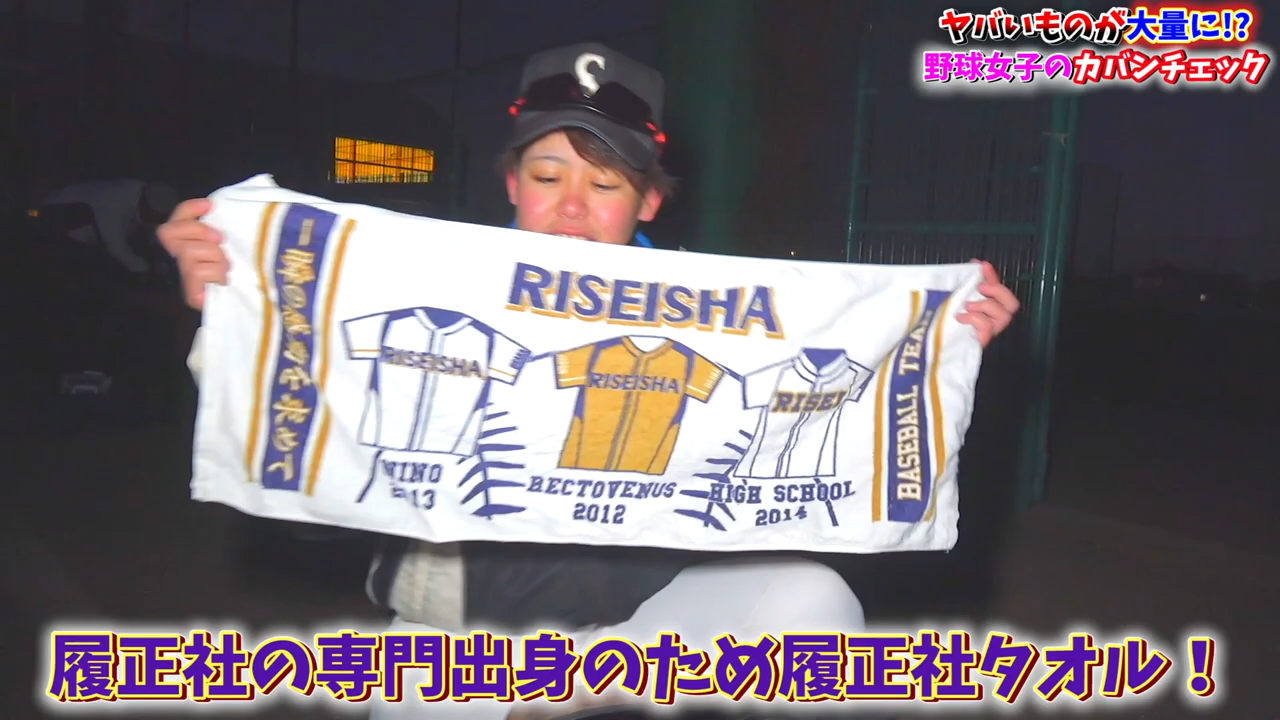 ヤバいものが大量に!?
野球女子のカバンチェック
RISEISHA
RISEISHA
RISEISHA
RISEI
RECTOVENUS
2012
HIGH SCHOOL
2014
BASEBALL TEAM
履正社の専門出身のため履正社タオル！